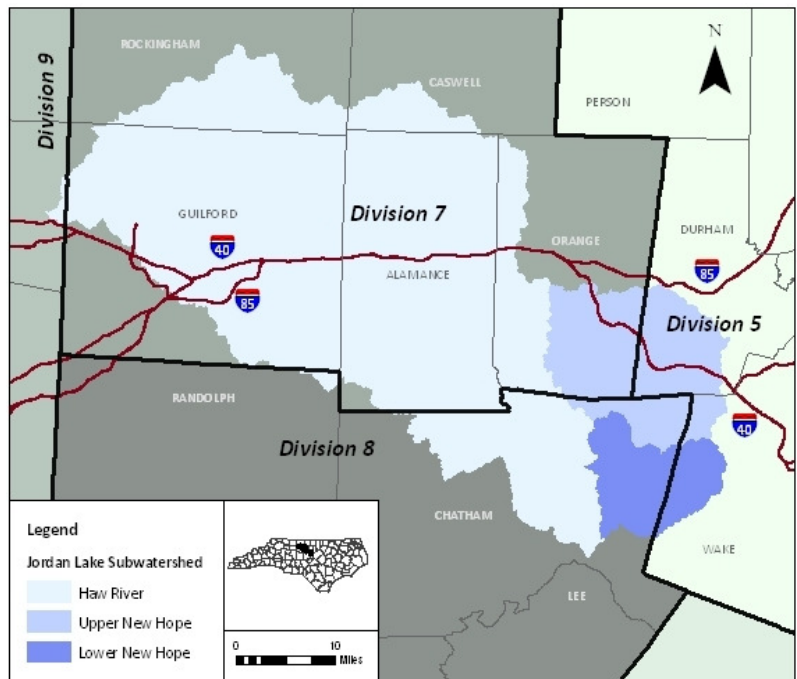 ROCKINGHAM
N
CASWELL
PERSON
Division 9
GUILFORD
Division 7
DURHAM
ORANGE
40
ALAMANCE
85
85
Division 5
RANDOLPH
40
Division 8
CHATHAM
WAKE
LEE
Legend
Jordan Lake Subwatershed
Haw River
Upper New Hope
Lower New Hope
0 10
Miles